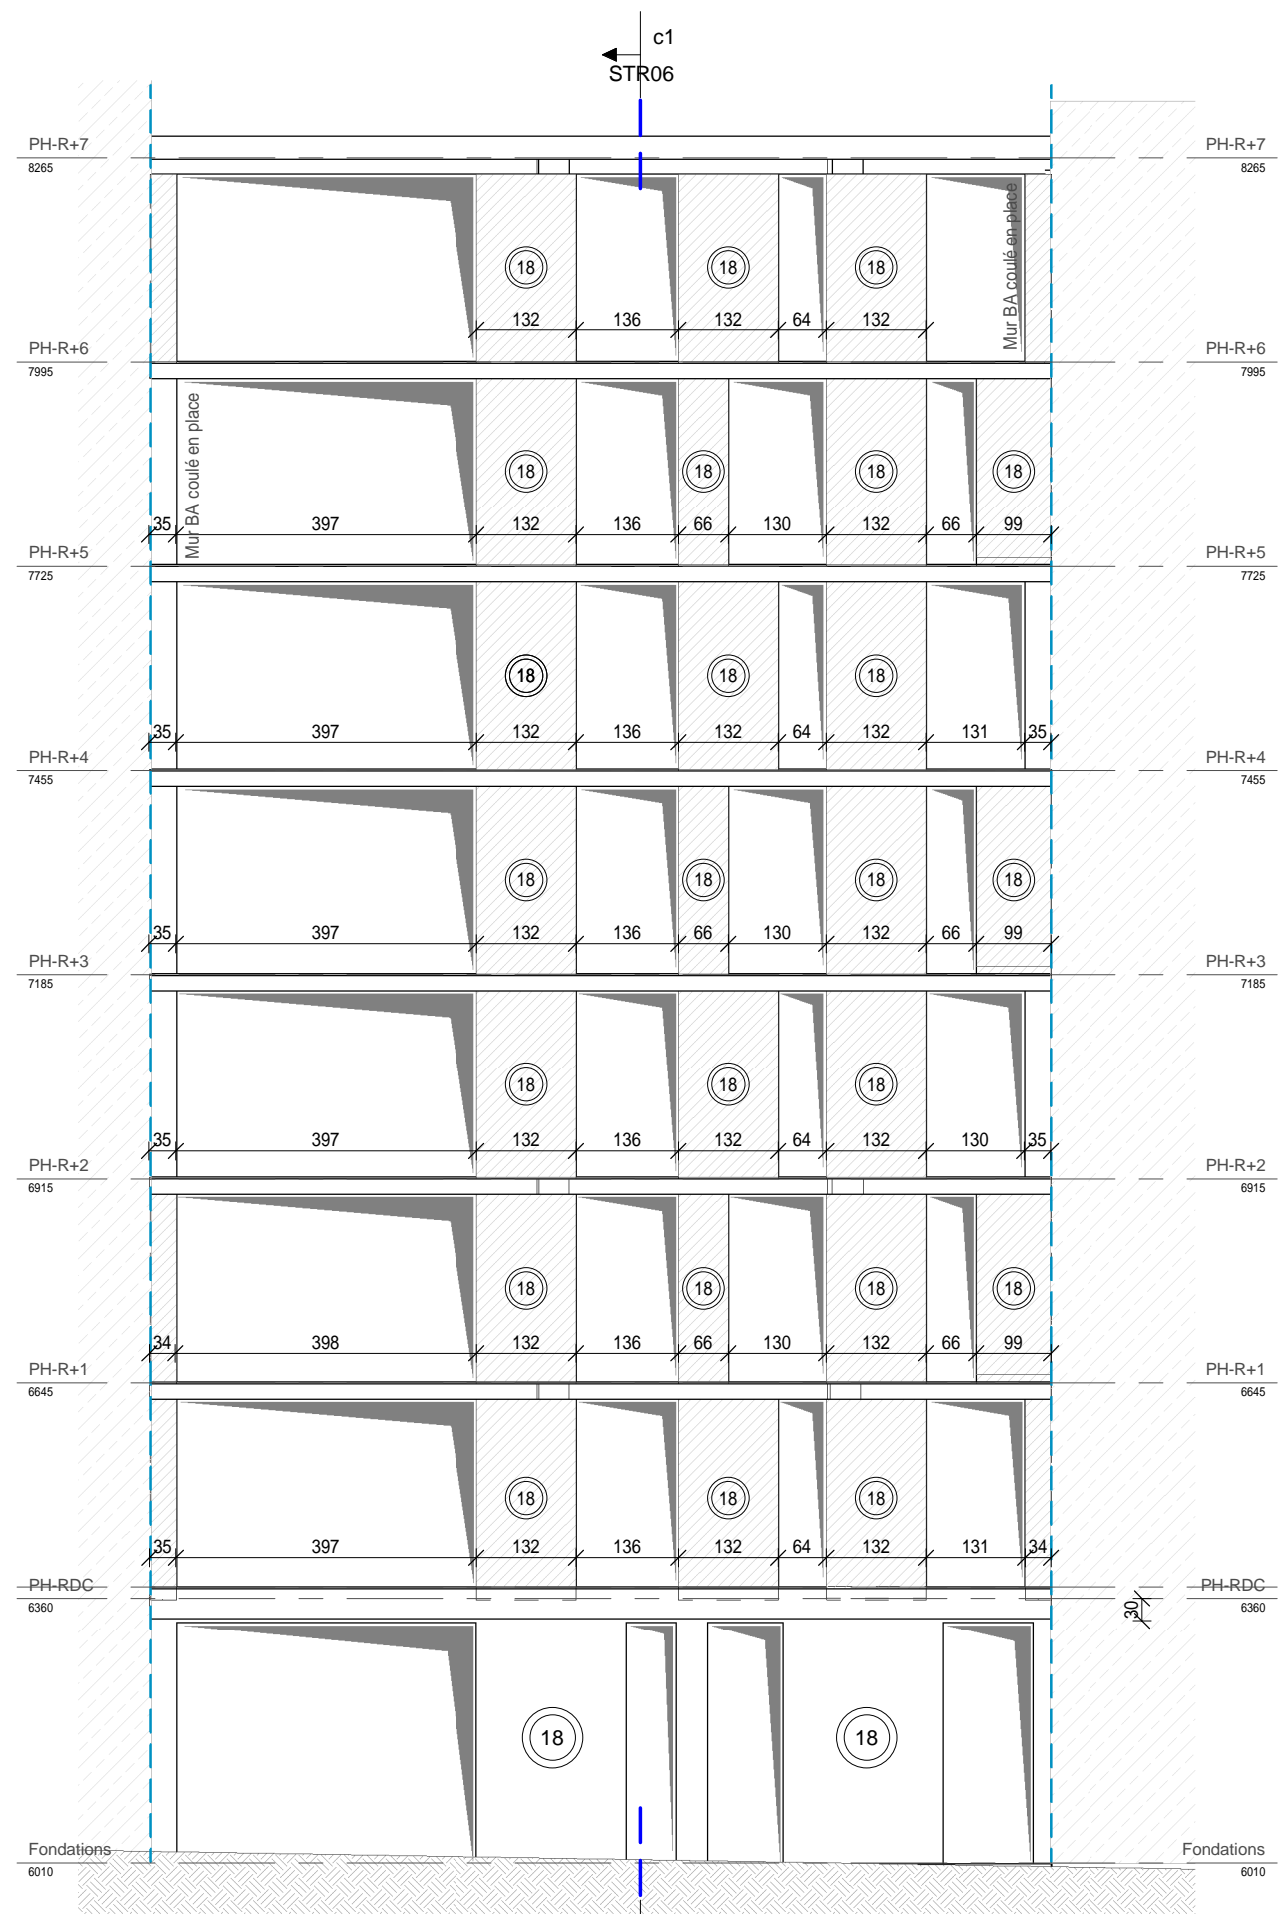 c1
STR06
PH-R+7 PH-R+7
8265 8265
18 18 18
Mur BA coulé en place
132 136 132 64 132
PH-R+6 PH-R+6
7995 7995
Mur BA coulé en place
18 18 18 18
35 397 132 136 66 130 132 66 99
PH-R+5 PH-R+5
7725 7725
18 18 18
35 397 132 136 132 64 132 131 35
PH-R+4 PH-R+4
7455 7455
18 18 18 18
35 397 132 136 66 130 132 66 99
PH-R+3 PH-R+3
7185 7185
18 18 18
35 397 132 136 132 64 132 130 35
PH-R+2 PH-R+2
6915 6915
18 18 18 18
34 398 132 136 66 130 132 66 99
PH-R+1 PH-R+1
6645 6645
18 18 18
35 397 132 136 132 64 132 131 34
PH-RDC PH-RDC
6360 6360
30
18 18
Fondations Fondations
6010 6010